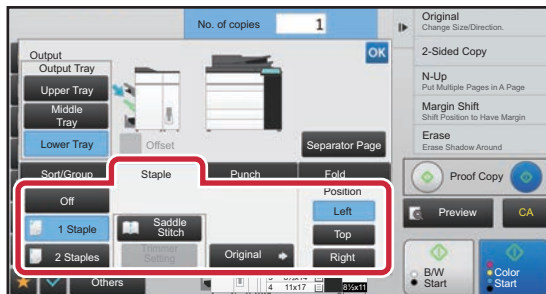 No. of copies 1
Output
OK
Output Tray
Upper Tray
Middle
Tray
Lower Tray
Offset
Separator Page
Sort/Group
Staple
Punch
Fold
Off
1 Staple
2 Staples
Saddle
Stitch
Trimmer
Setting
Original
Position
Left
Top
Right
Others
4 11x17
8½x11
Original
Change Size/Direction.
2-Sided Copy
N-Up
Put Multiple Pages in A Page
Margin Shift
Shift Position to Have Margin
Erase
Erase Shadow Around
Proof Copy
Preview
CA
B/W
Start
Color
Start